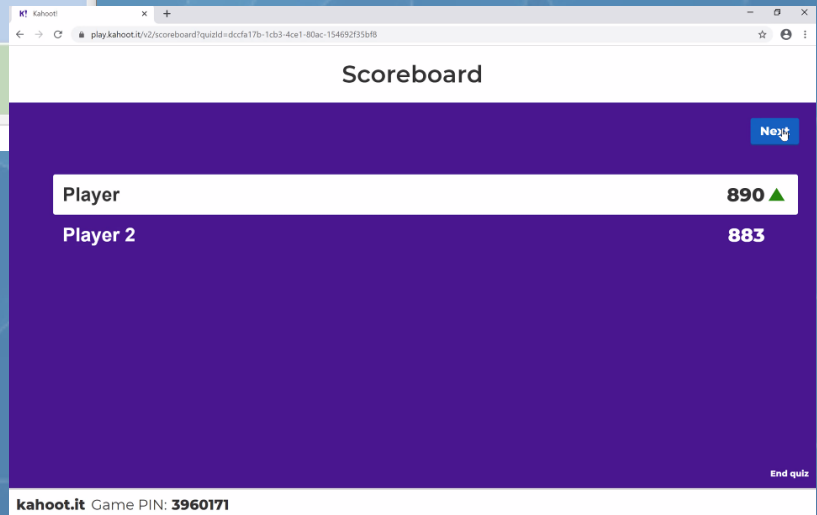 K! Kahoot!
play.kahoot.it/v2/scoreboard?quizId=dccfa17b-1cb3-4ce1-80ac-154692f35bf8
Scoreboard
Next
Player 890
Player 2 883
End quiz
kahoot.it Game PIN: 3960171